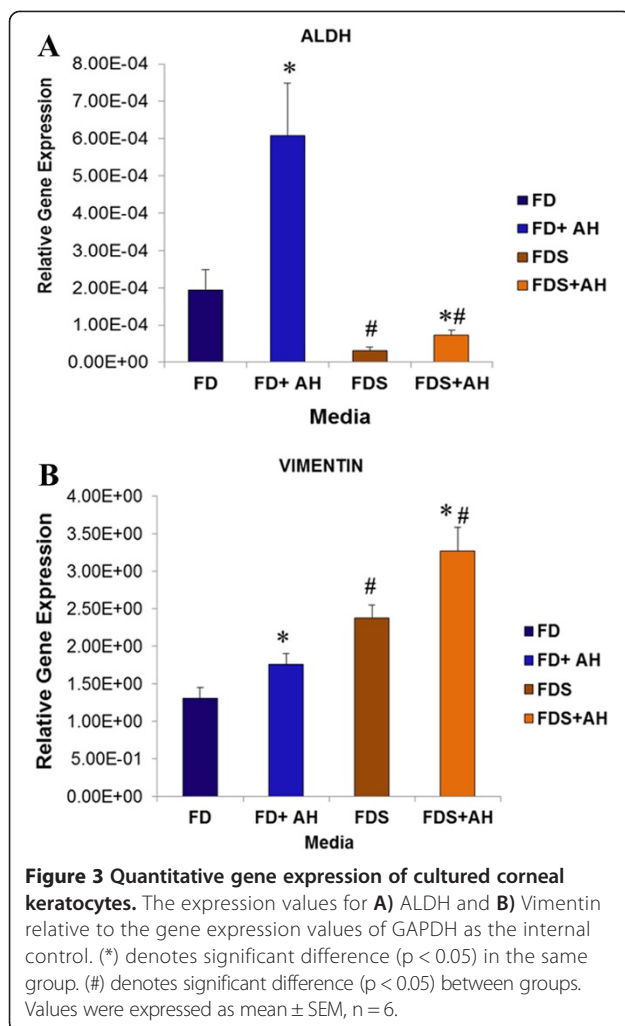 A
ALDH
8.00E-04
7.00E-04
6.00E-04
4.00E-04
4.00E-04
2.00E-04
2.00E-04
1.00E-04
0.00E+00
Relative Gene Expression
*
#
*#
FD
FD+ AH
FDS
FDS+AH
Media
FD
FD+ AH
FDS
FDS+AH
B
VIMENTIN
4.00E+00
3.50E+00
3.00E+00
2.50E+00
2.00E+00
1.50E+00
1.00E+00
5.00E-01
0.00E+00
Relative Gene Expression
*
#
* #
FD
FD+ AH
FDS
FDS+AH
Media
FD
FD+ AH
FDS
FDS+AH
Figure 3 Quantitative gene expression of cultured corneal
keratocytes. The expression values for A) ALDH and B) Vimentin
relative to the gene expression values of GAPDH as the internal
control. (*) denotes significant difference (p < 0.05) in the same
group. (#) denotes significant difference (p < 0.05) between groups.
Values were expressed as mean ± SEM, n = 6.